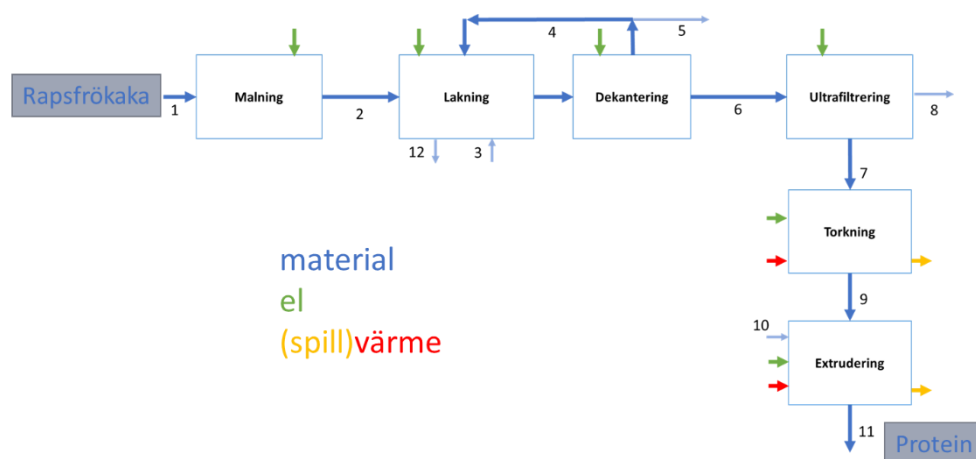 4
5
Rapsfrökaka
Malning
Lakning
Dekantering
Ultrafiltrering
1
2
6
8
12
3
7
Torkning
material
el
(spill)värme
9
10
Extrudering
11
Protein